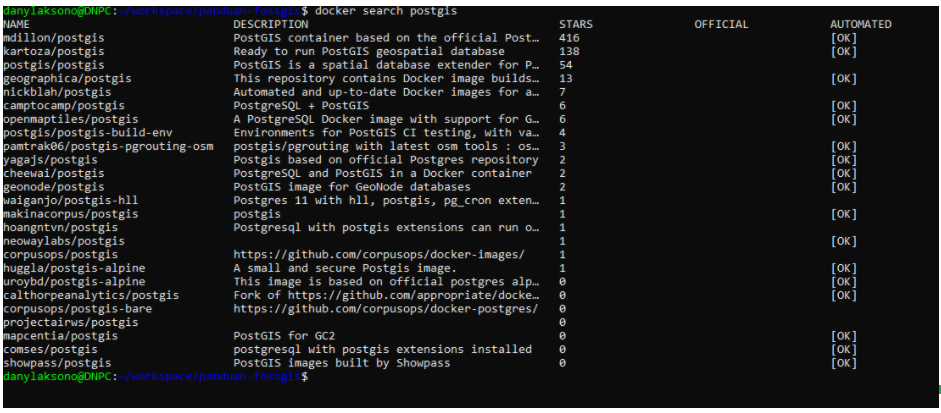 danylaksono@DNPC:~/workspace/panduan-fossgis$ docker search postgis
NAME DESCRIPTION STARS OFFICIAL AUTOMATED
mdillon/postgis PostGIS container based on the official Post… 416 [OK]
kartoza/postgis Ready to run PostGIS geospatial database 138 [OK]
postgis/postgis PostGIS is a spatial database extender for P… 54
geographica/postgis This repository contains Docker image builds… 13 [OK]
nickblah/postgis Automated and up-to-date Docker images for a… 7
camptocamp/postgis PostgreSQL + PostGIS 6 [OK]
openmaptiles/postgis A PostgreSQL Docker image with support for G… 6 [OK]
postgis/postgis-build-env Environments for PostGIS CI testing, with va… 4
pamtrak06/postgis-pgrouting-osm postgis/pgrouting with latest osm tools : os… 3 [OK]
yagajs/postgis Postgis based on official Postgres repository 2 [OK]
cheewai/postgis PostgreSQL and PostGIS in a Docker container 2 [OK]
geonode/postgis PostGIS image for GeoNode databases 2 [OK]
waiganjo/postgis-hll Postgres 11 with hll, postgis, pg_cron exten… 1
makinacorpus/postgis postgis 1 [OK]
hoangntvn/postgis Postgresql with postgis extensions can run o… 1
neowaylabs/postgis 1 [OK]
corpusops/postgis https://github.com/corpusops/docker-images/ 1
huggla/postgis-alpine A small and secure Postgis image. 1 [OK]
uroybd/postgis-alpine This image is based on official postgres alp… 0 [OK]
calthorpeanalytics/postgis Fork of https://github.com/appropriate/docke… 0 [OK]
corpusops/postgis-bare https://github.com/corpusops/docker-postgres/ 0
projectairws/postgis 0
mapcentia/postgis PostGIS for GC2 0 [OK]
comses/postgis postgresql with postgis extensions installed 0 [OK]
showpass/postgis PostGIS images built by Showpass 0 [OK]
danylaksono@DNPC:~/workspace/panduan-fossgis$